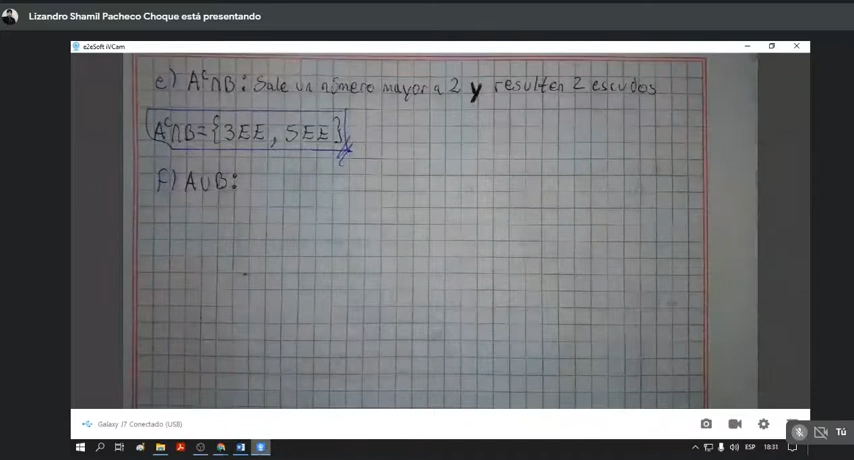 Lizandro Shamil Pacheco Choque está presentando
e2eSoft iVCam
e) Aᶜ∩B: Sale un número mayor a 2 y resulten 2 escudos
Aᶜ∩B={3EE, 5EE}
F) A∪B:
Galaxy J7 Conectado (USB)
Tú
ESP 18:31